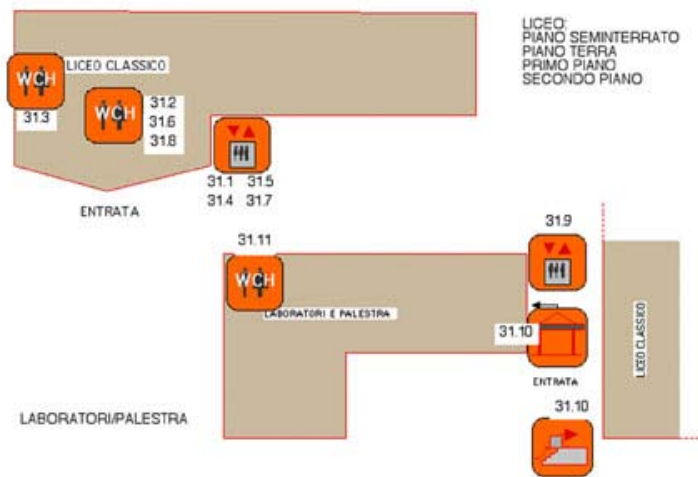 LICEO:
PIANO SEMINTERRATO
PIANO TERRA
PRIMO PIANO
SECONDO PIANO
LICEO CLASSICO
WCH
31.3
WCH
31.2
31.6
31.8
31.1 31.5
31.4 31.7
ENTRATA
31.11
WCH
LABORATORI E PALESTRA
31.9
31.10
ENTRATA
LICEO CLASSICO
31.10
LABORATORI/PALESTRA